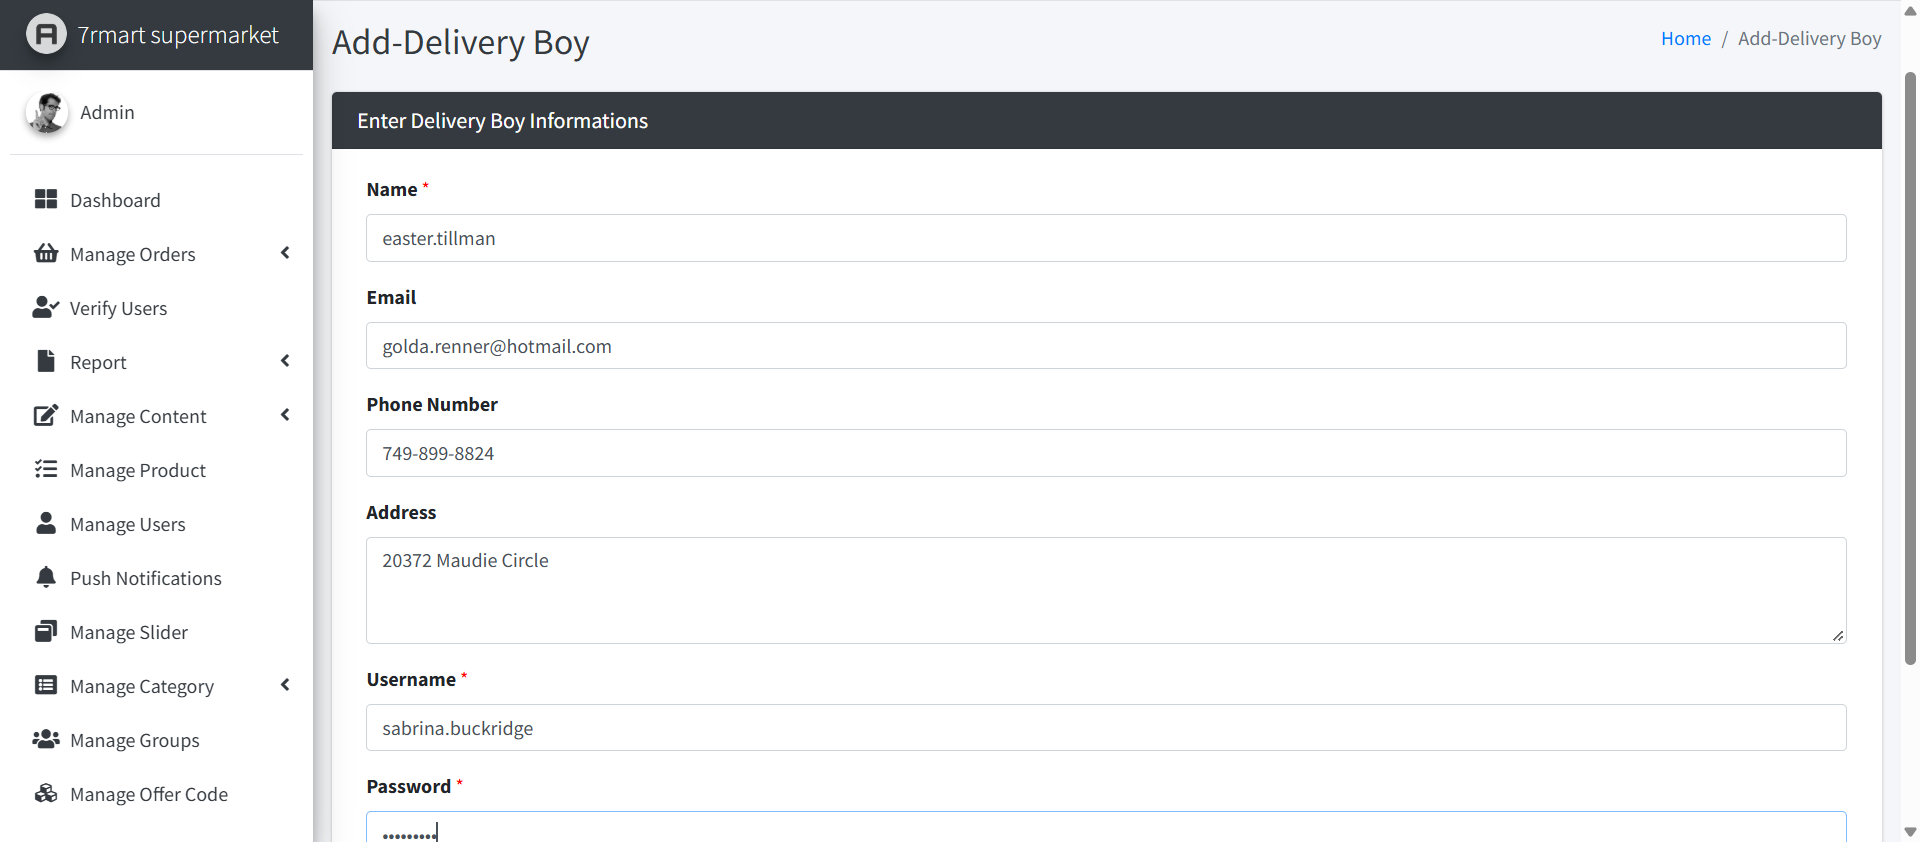 7rmart supermarket
Admin
Dashboard
Manage Orders
Verify Users
Report
Manage Content
Manage Product
Manage Users
Push Notifications
Manage Slider
Manage Category
Manage Groups
Manage Offer Code
Add-Delivery Boy
Home / Add-Delivery Boy
Enter Delivery Boy Informations
Name *
easter.tillman
Email
golda.renner@hotmail.com
Phone Number
749-899-8824
Address
20372 Maudie Circle
Username *
sabrina.buckridge
Password *
•••••••••